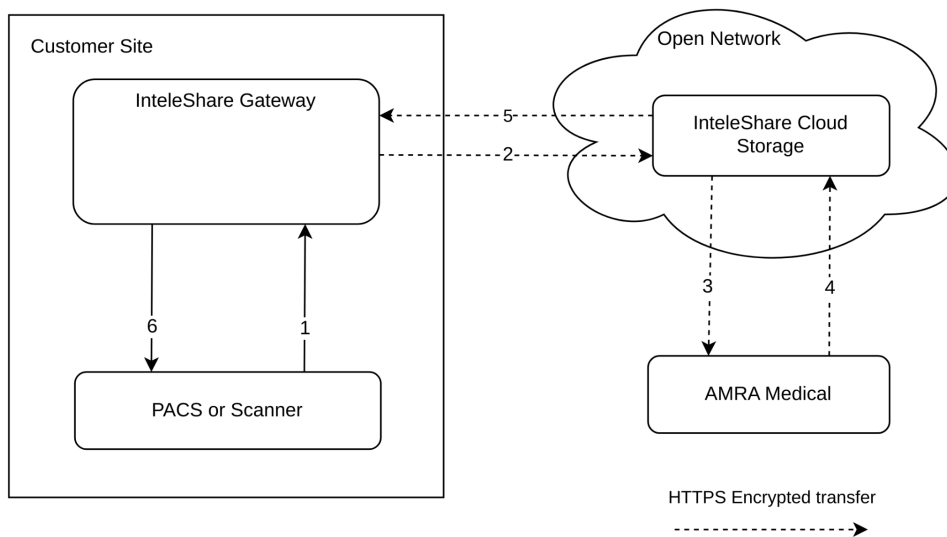 Customer Site
Open Network
InteleShare Gateway
InteleShare Cloud
Storage
5
2
3
4
6
1
PACS or Scanner
AMRA Medical
HTTPS Encrypted transfer